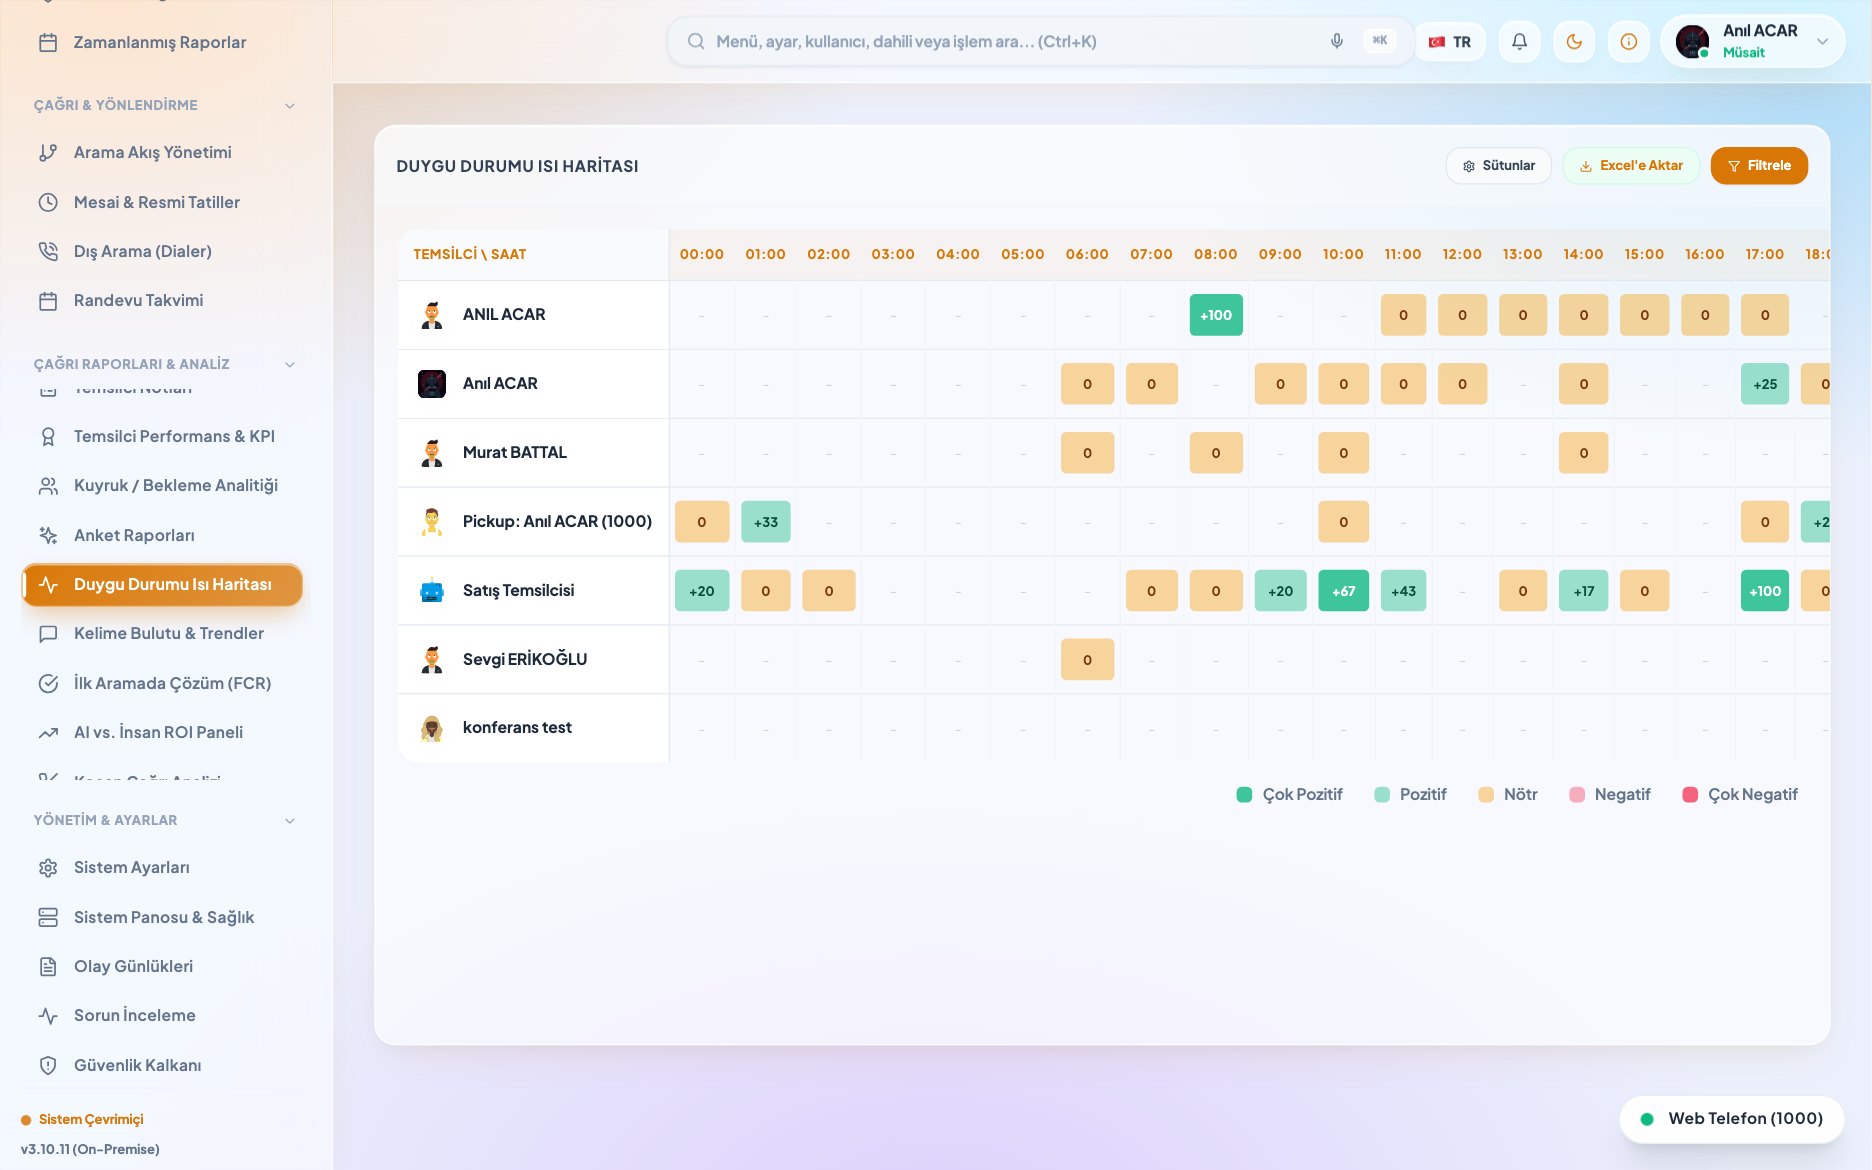 Zamanlanmış Raporlar
ÇAĞRI & YÖNLENDİRME
Arama Akış Yönetimi
Mesai & Resmi Tatiller
Dış Arama (Dialer)
Randevu Takvimi
ÇAĞRI RAPORLARI & ANALİZ
Temsilci Notları
Temsilci Performans & KPI
Kuyruk / Bekleme Analitiği
Anket Raporları
Duygu Durumu Isı Haritası
Kelime Bulutu & Trendler
İlk Aramada Çözüm (FCR)
AI vs. İnsan ROI Paneli
YÖNETİM & AYARLAR
Sistem Ayarları
Sistem Panosu & Sağlık
Olay Günlükleri
Sorun İnceleme
Güvenlik Kalkanı
Sistem Çevrimiçi
v3.10.11 (On-Premise)
Menü, ayar, kullanıcı, dahili veya işlem ara... (Ctrl+K)
⌘K
TR
Anıl ACAR
Müsait
DUYGU DURUMU ISI HARİTASI
Sütunlar
Excel'e Aktar
Filtrele
TEMSİLCİ \ SAAT 00:00 01:00 02:00 03:00 04:00 05:00 06:00 07:00 08:00 09:00 10:00 11:00 12:00 13:00 14:00 15:00 16:00 17:00
ANIL ACAR - - - - - - - - +100 - - 0 0 0 0 0 0 0 -
Anıl ACAR - - - - - - 0 0 - 0 0 0 0 - 0 - - +25 0
Murat BATTAL - - - - - - 0 - 0 - 0 - - - 0 - - - -
Pickup: Anıl ACAR (1000) 0 +33 - - - - - - - - 0 - - - - - - 0
Satış Temsilcisi +20 0 0 - - - - 0 0 +20 +67 +43 - 0 +17 0 - +100 0
Sevgi ERİKOĞLU - - - - - - 0 - - - - - - - - - - - -
konferans test - - - - - - - - - - - - - - - - - - -
Çok Pozitif Pozitif Nötr Negatif Çok Negatif
Web Telefon (1000)